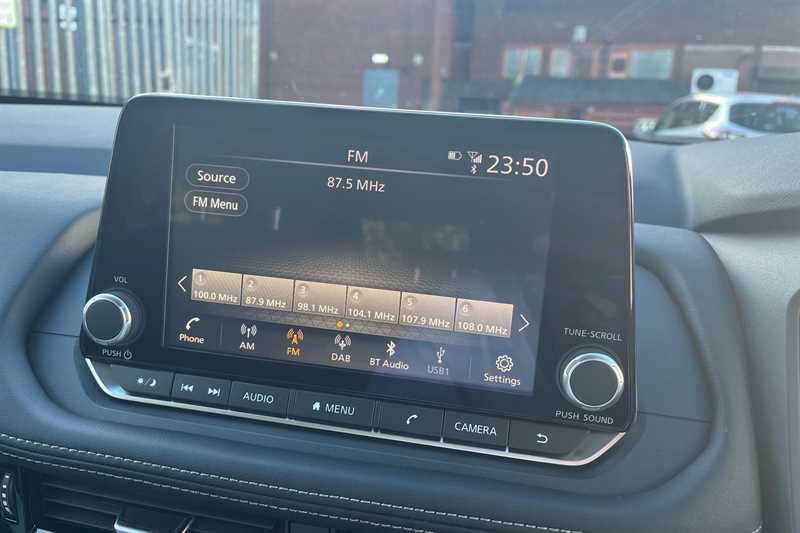 FM
23:50
Source
87.5 MHz
FM Menu
1 2 3 4 5 6
100.0 MHz 87.9 MHz 98.1 MHz 104.1 MHz 107.9 MHz 108.0 MHz
Phone AM FM DAB BT Audio USB1 Settings
VOL
TUNE-SCROLL
PUSH
PUSH SOUND
AUDIO MENU CAMERA